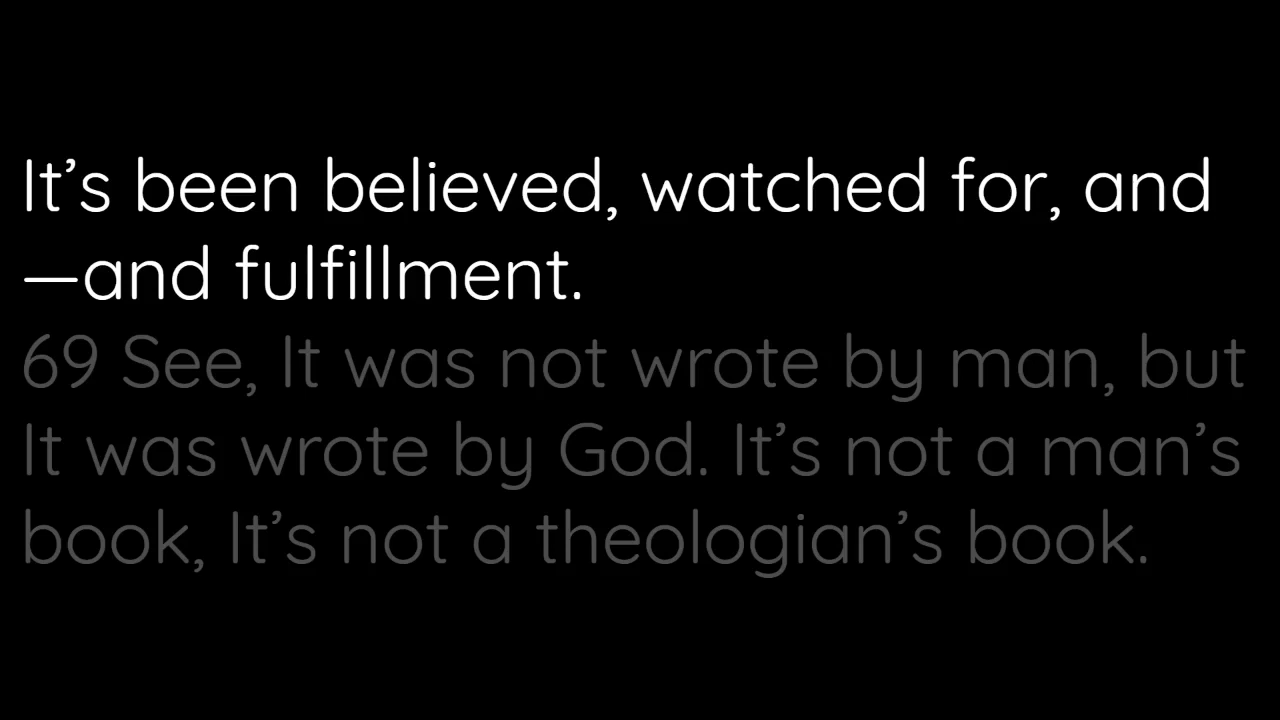 It’s been believed, watched for, and
—and fulfillment.
69 See, It was not wrote by man, but
It was wrote by God. It’s not a man’s
book, It’s not a theologian’s book.